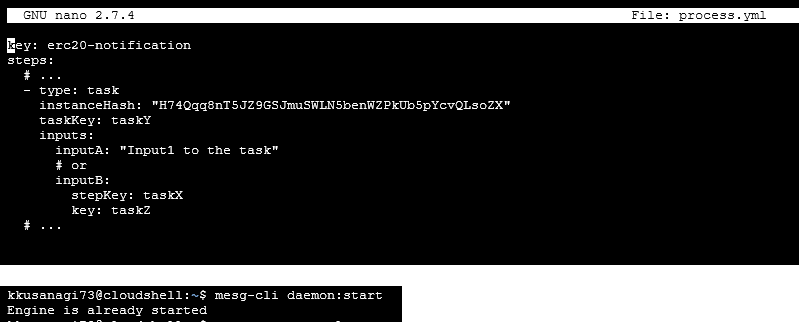 GNU nano 2.7.4 File: process.yml
key: erc20-notification
steps:
# ...
- type: task
instanceHash: "H74Qqq8nT5JZ9GSJmuSWLN5benWZPkUb5pYcvQLsoZX"
taskKey: taskY
inputs:
inputA: "Input1 to the task"
# or
inputB:
stepKey: taskX
key: taskZ
# ...
kkusanagi73@cloudshell:~$ mesg-cli daemon:start
Engine is already started